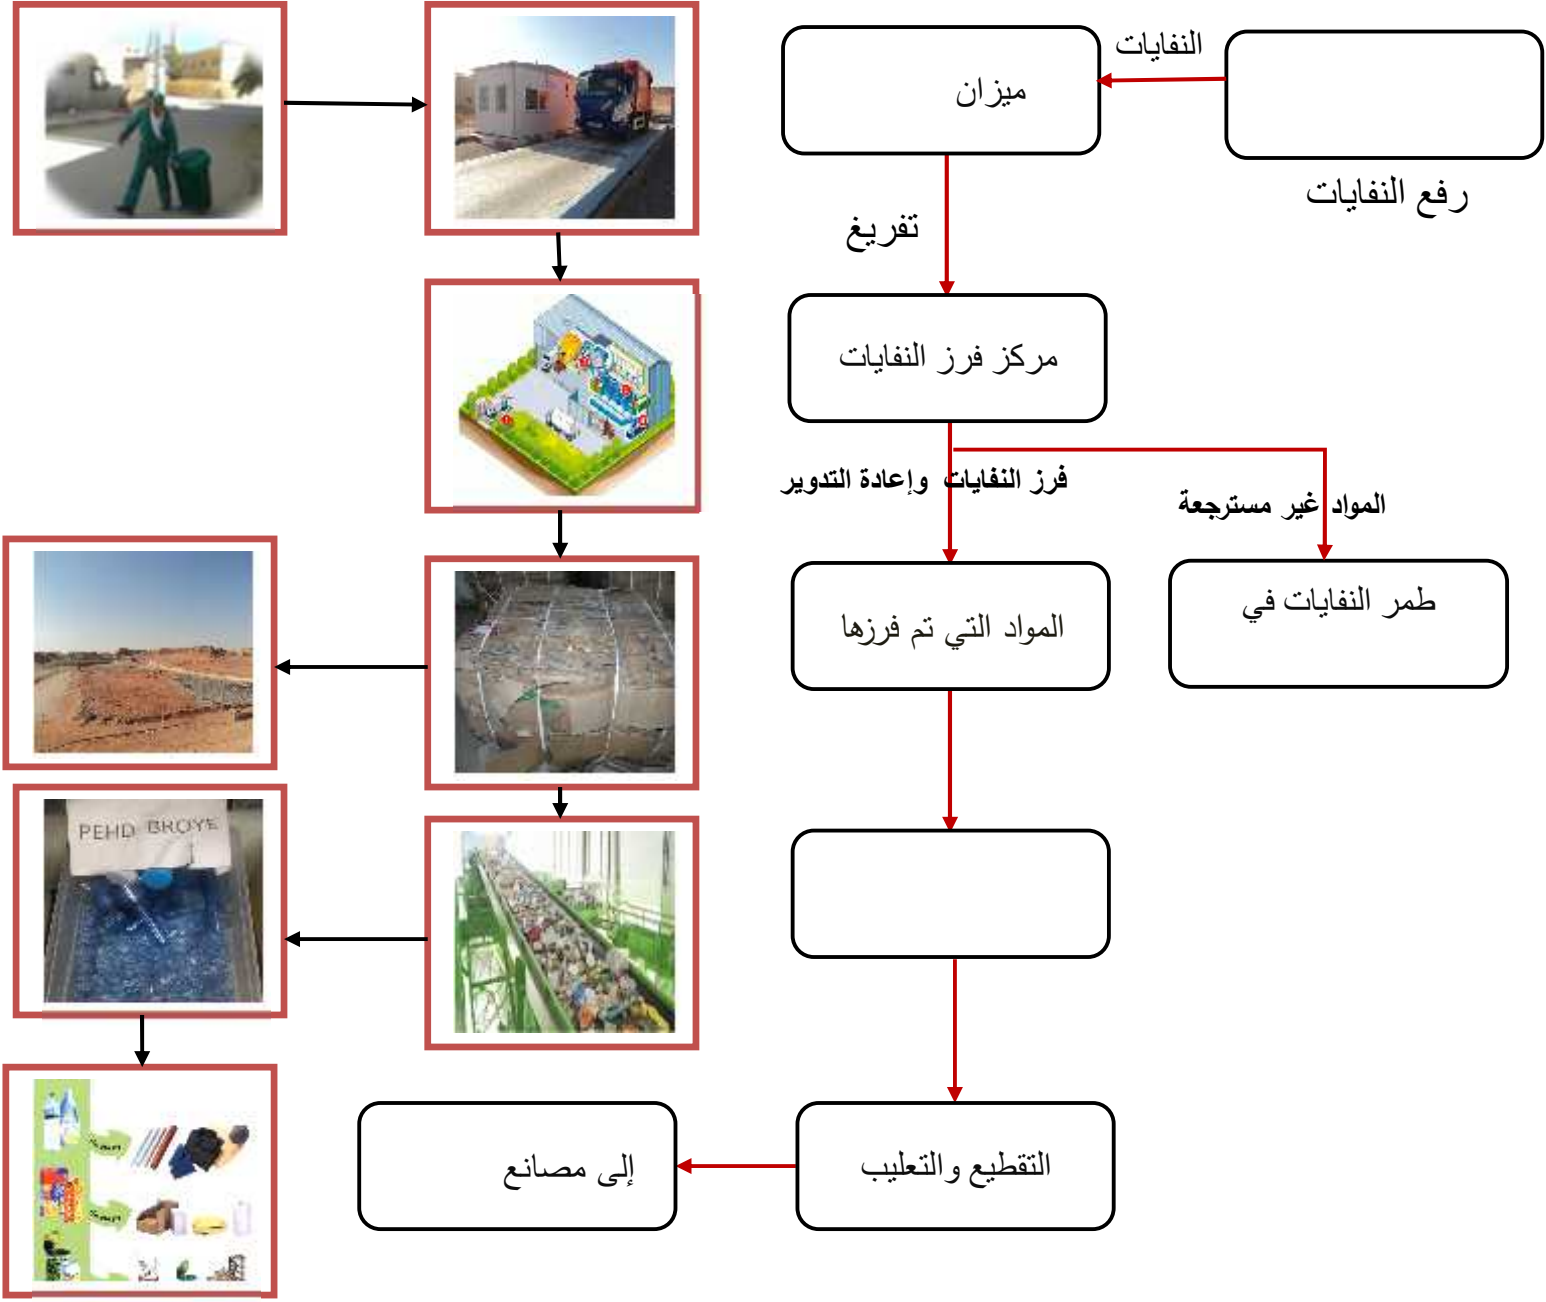 النفايات
ميزان
رفع النفايات
تفريغ
مركز فرز النفايات
فرز النفايات وإعادة التدوير
المواد غير مسترجعة
طمر النفايات في
المواد التي تم فرزها
PEHD BROYE
التقطيع والتعليب
إلى مصانع